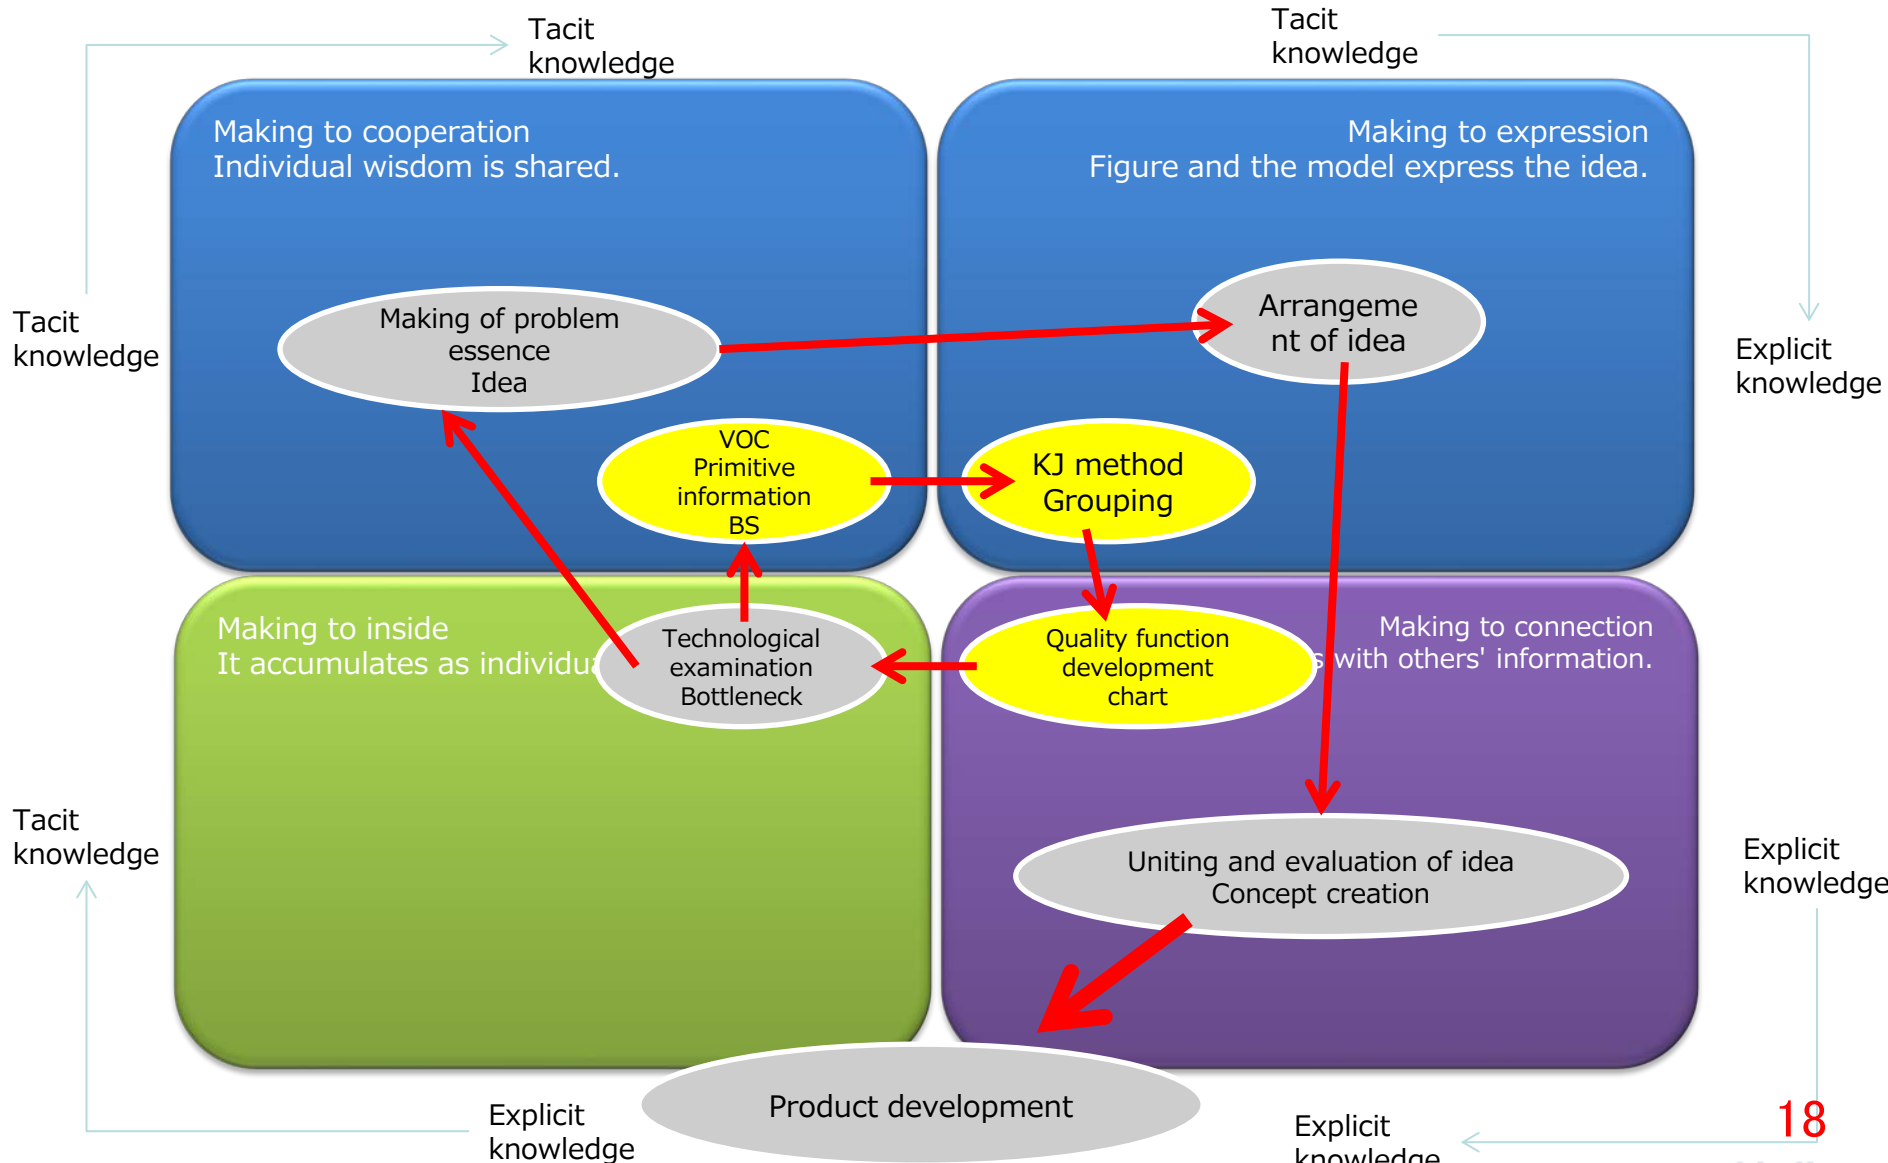 Tacit
knowledge
Tacit
knowledge
Making to cooperation
Individual wisdom is shared.
Making to expression
Figure and the model express the idea.
Tacit
knowledge
Making of problem
essence
Idea
Arrangeme
nt of idea
Explicit
knowledge
VOC
Primitive
information
BS
KJ method
Grouping
Making to inside
It accumulates as
Technological
examination
Bottleneck
Quality function
development
chart
Making to connection
with others' information.
Tacit
knowledge
Uniting and evaluation of idea
Concept creation
Explicit
knowledge
Product development
Explicit
knowledge
Explicit
knowledge
18